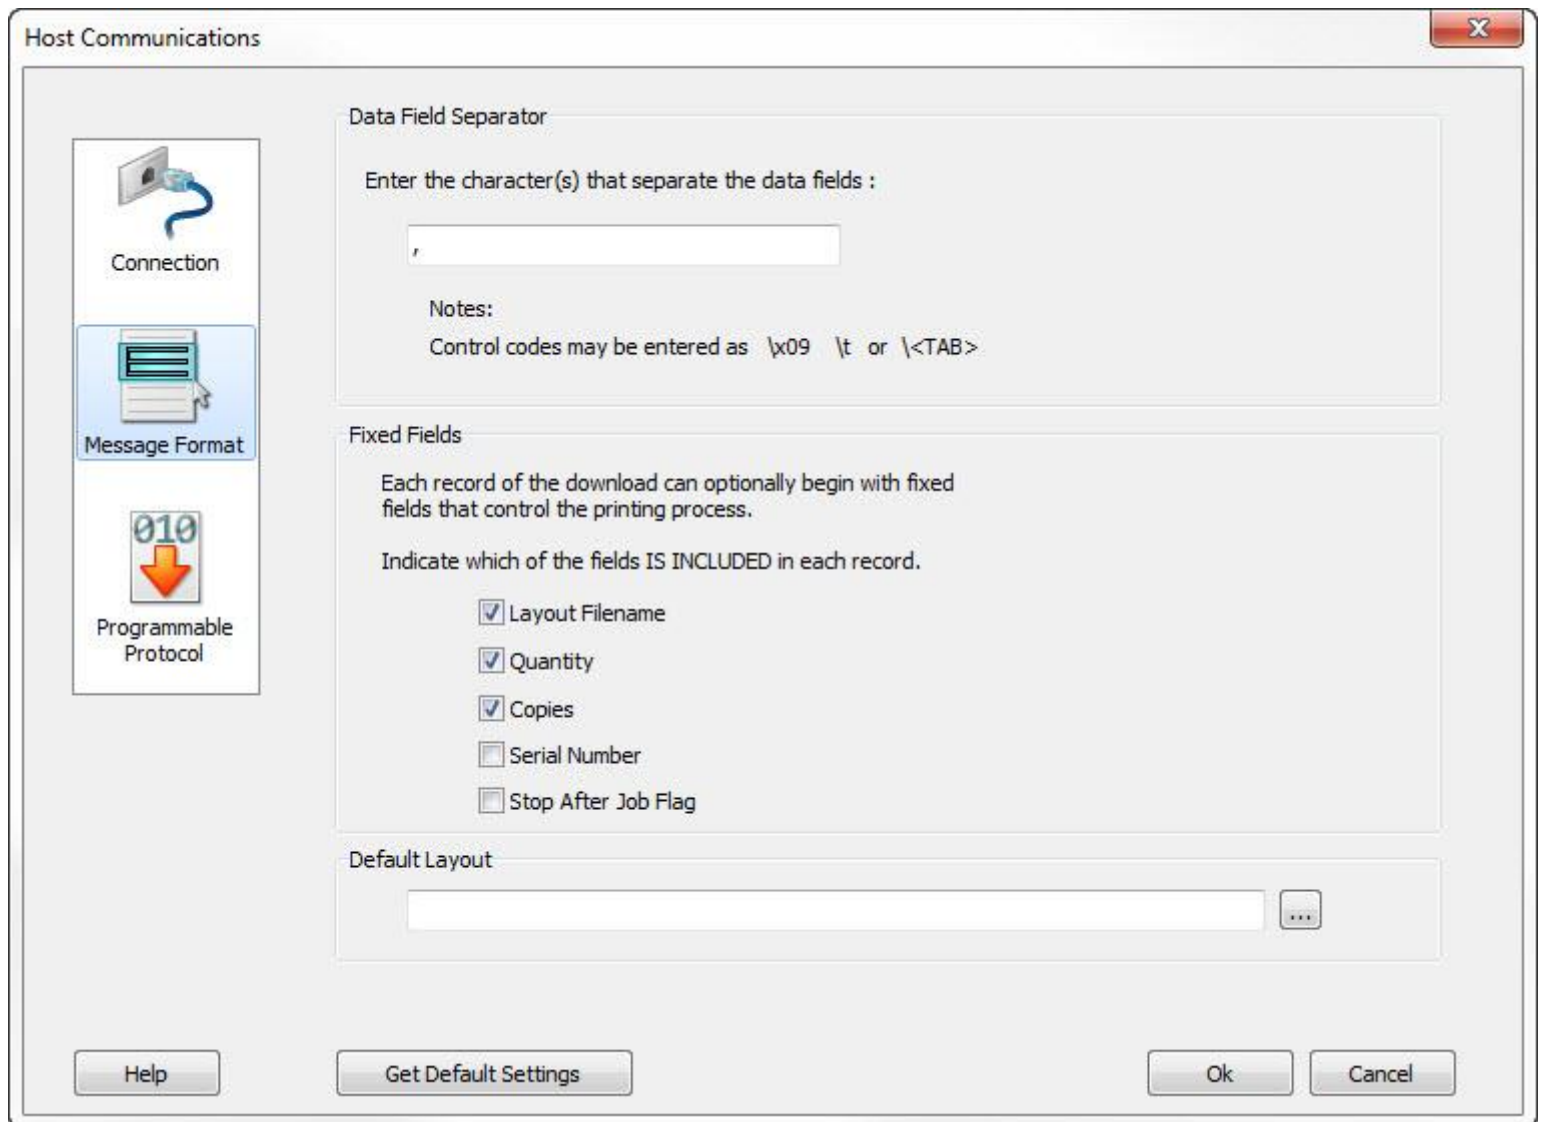 Host Communications
X
Connection
Message Format
010
Programmable
Protocol
Data Field Separator
Enter the character(s) that separate the data fields :
,
Notes:
Control codes may be entered as \x09 \t or \<TAB>
Fixed Fields
Each record of the download can optionally begin with fixed
fields that control the printing process.
Indicate which of the fields IS INCLUDED in each record.
Layout Filename
Quantity
Copies
Serial Number
Stop After Job Flag
Default Layout
...
Help
Get Default Settings
Ok
Cancel